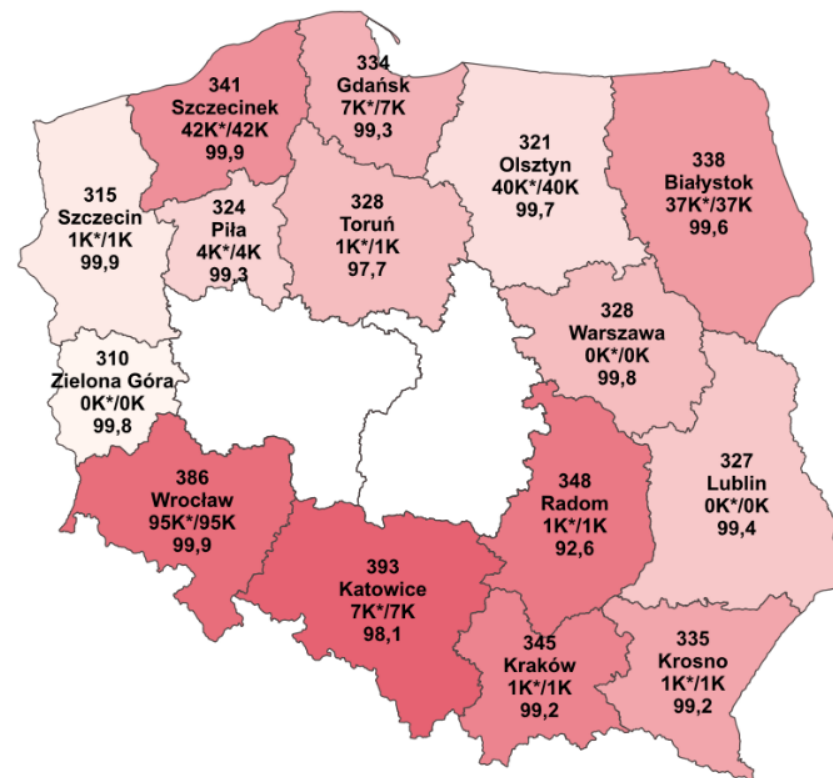 334
Gdańsk
7K*/7K
99,3
341
Szczecinek
42K*/42K
99,9
321
Olsztyn
40K*/40K
99,7
338
Białystok
37K*/37K
99,6
315
Szczecin
1K*/1K
99,9
324
Piła
4K*/4K
99,3
328
Toruń
1K*/1K
97,7
328
Warszawa
0K*/0K
99,8
310
Zielona Góra
0K*/0K
99,8
327
Lublin
0K*/0K
99,4
386
Wrocław
95K*/95K
99,9
348
Radom
1K*/1K
92,6
393
Katowice
7K*/7K
98,1
345
Kraków
1K*/1K
99,2
335
Krosno
1K*/1K
99,2